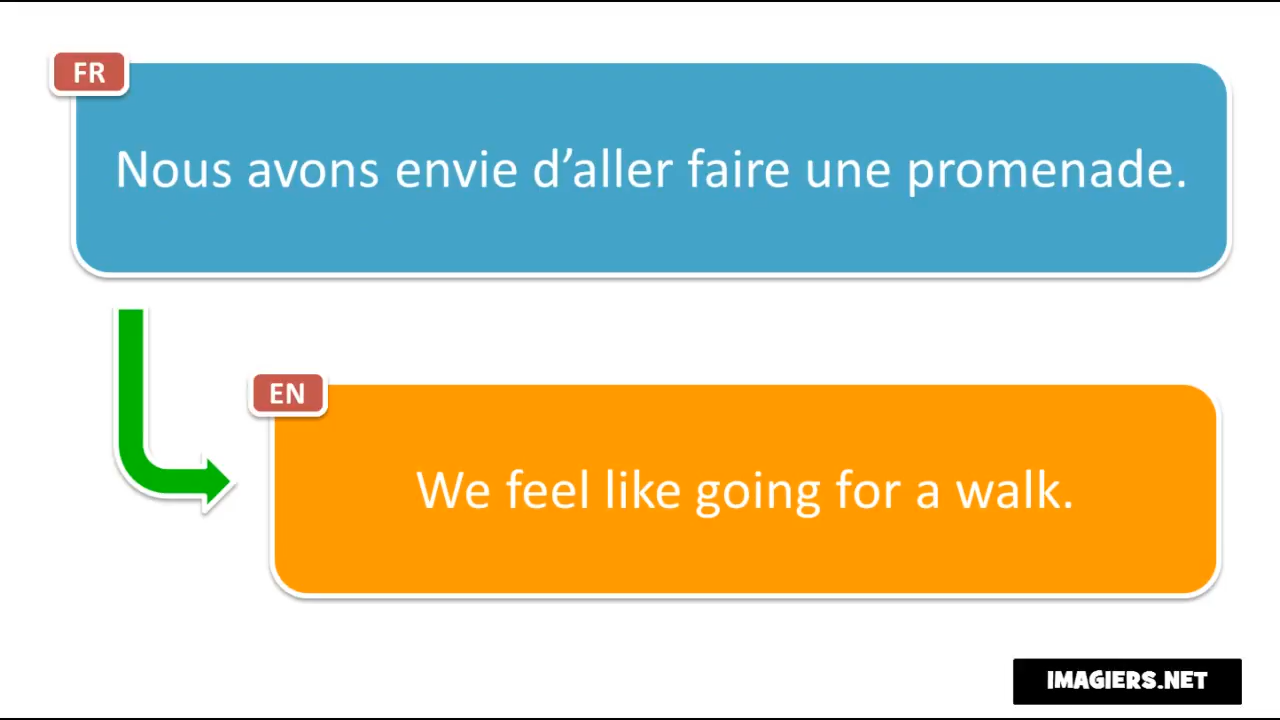 FR
Nous avons envie d’aller faire une promenade.
EN
We feel like going for a walk.
IMAGIERS.NET